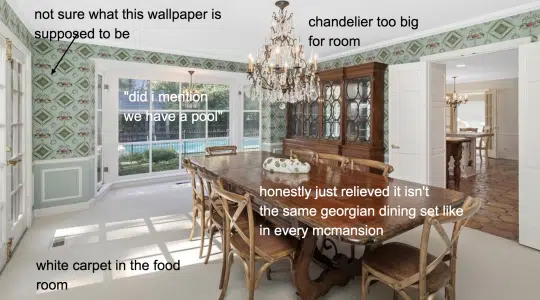 not sure what this wallpaper is
supposed to be
chandelier too big
for room
"did i mention
we have a pool"
honestly just relieved it isn't
the same georgian dining set like
in every mcmansion
white carpet in the food
room